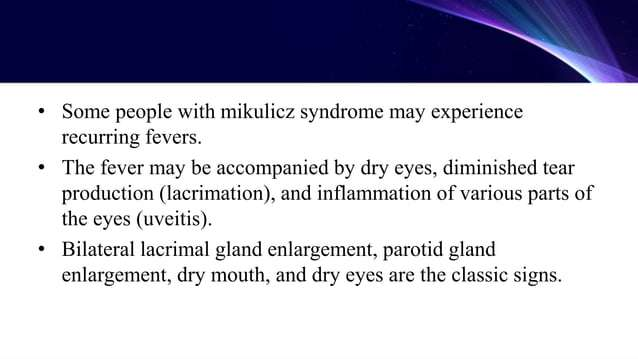 • Some people with mikulicz syndrome may experience
recurring fevers.
• The fever may be accompanied by dry eyes, diminished tear
production (lacrimation), and inflammation of various parts of
the eyes (uveitis).
• Bilateral lacrimal gland enlargement, parotid gland
enlargement, dry mouth, and dry eyes are the classic signs.